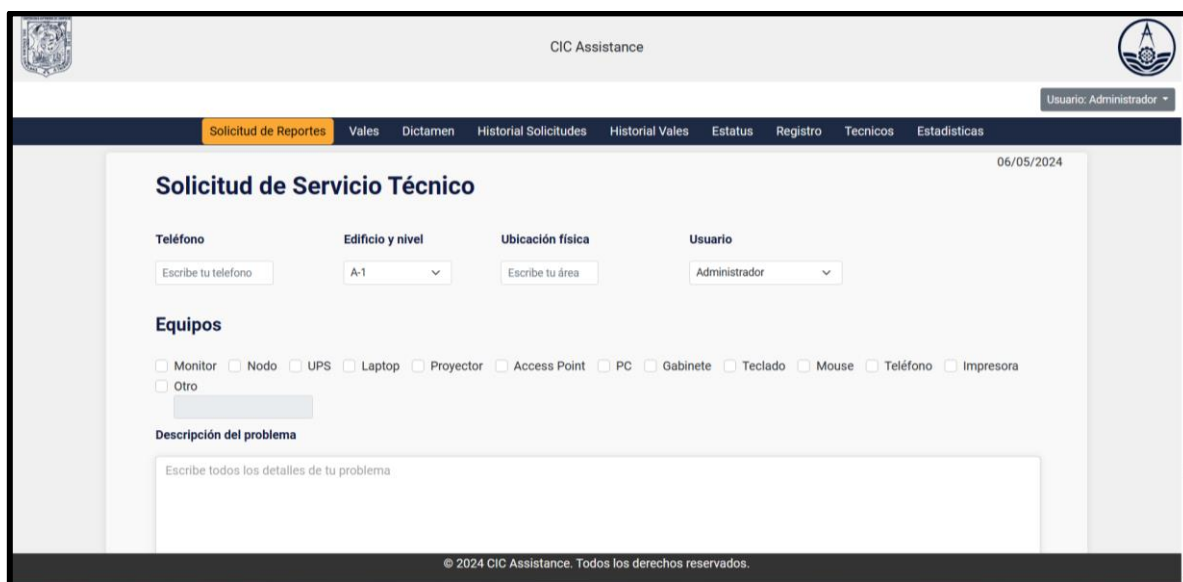 CIC Assistance
Usuario: Administrador
Solicitud de Reportes Vales Dictamen Historial Solicitudes Historial Vales Estatus Registro Tecnicos Estadisticas
06/05/2024
Solicitud de Servicio Técnico
Teléfono Edificio y nivel Ubicación física Usuario
Escribe tu telefono A-1 Escribe tu área Administrador
Equipos
Monitor Nodo UPS Laptop Proyector Access Point PC Gabinete Teclado Mouse Teléfono Impresora
Otro
Descripción del problema
Escribe todos los detalles de tu problema
© 2024 CIC Assistance. Todos los derechos reservados.